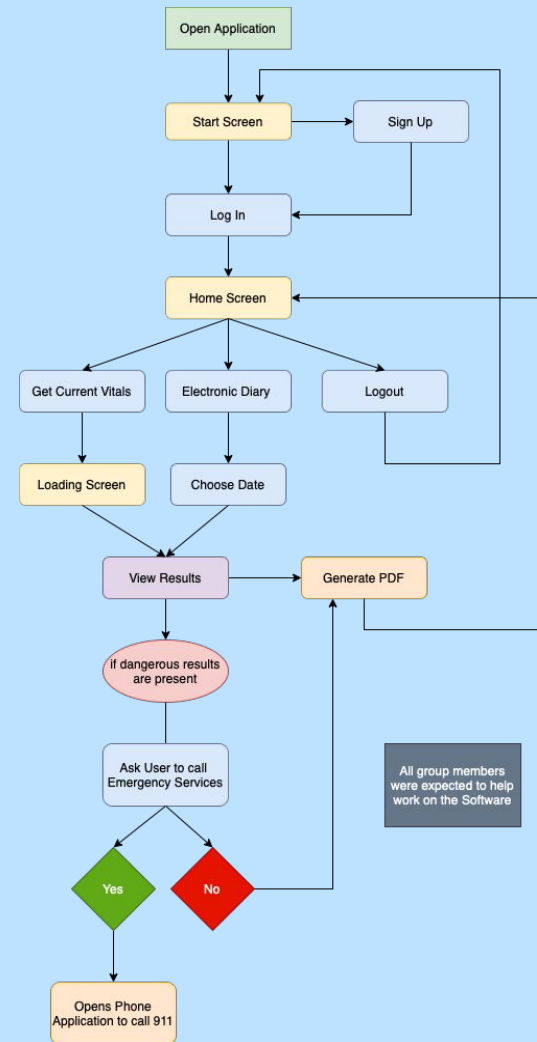 Open Application
Start Screen
Sign Up
Log In
Home Screen
Get Current Vitals
Electronic Diary
Logout
Loading Screen
Choose Date
View Results
Generate PDF
if dangerous results
are present
Ask User to call
Emergency Services
All group members
were expected to help
work on the Software
Yes
No
Opens Phone
Application to call 911